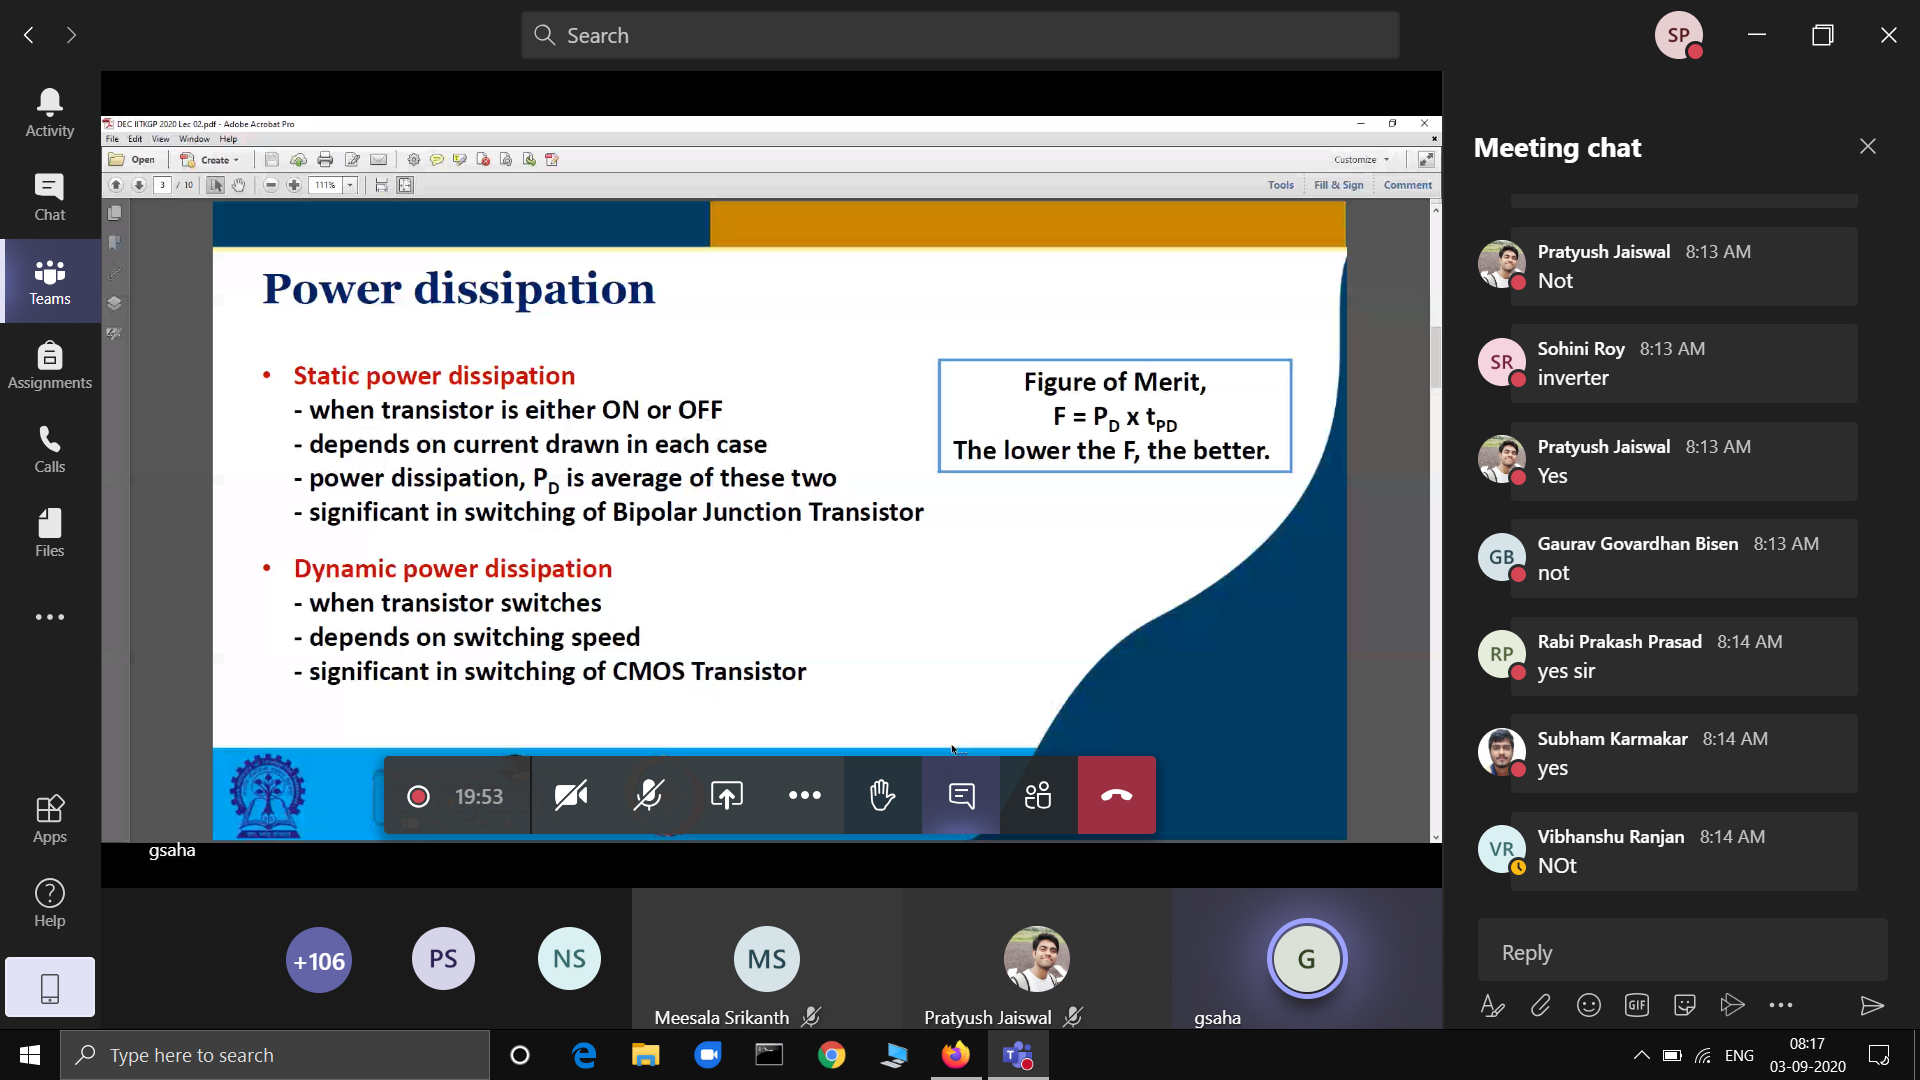 Search
SP
Activity
Chat
Teams
Assignments
Calls
Files
Apps
Help
DEC IITKGP 2020 Lec 02.pdf - Adobe Acrobat Pro
File Edit View Window Help
Open Create Customize
3 / 10 111% Tools Fill & Sign Comment
Power dissipation
• Static power dissipation
- when transistor is either ON or OFF
- depends on current drawn in each case
- power dissipation, PD is average of these two
- significant in switching of Bipolar Junction Transistor
• Dynamic power dissipation
- when transistor switches
- depends on switching speed
- significant in switching of CMOS Transistor
Figure of Merit,
F = PD x tPD
The lower the F, the better.
19:53
gsaha
+106
PS
NS
MS
Meesala Srikanth
Pratyush Jaiswal
G
gsaha
Meeting chat
Pratyush Jaiswal 8:13 AM
Not
SR
Sohini Roy 8:13 AM
inverter
Pratyush Jaiswal 8:13 AM
Yes
GB
Gaurav Govardhan Bisen 8:13 AM
not
RP
Rabi Prakash Prasad 8:14 AM
yes sir
Subham Karmakar 8:14 AM
yes
VR
Vibhanshu Ranjan 8:14 AM
NOt
Reply
GIF
Type here to search
ENG
08:17
03-09-2020